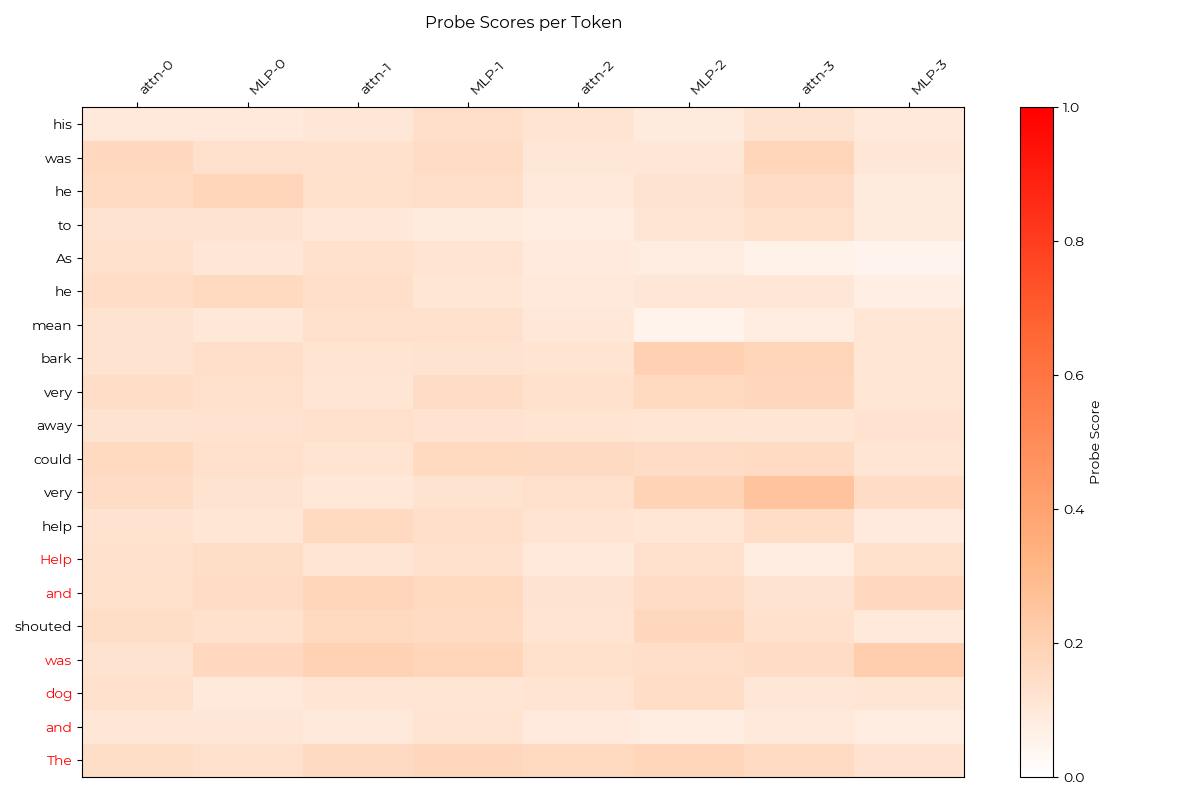 Probe Scores per Token
attn-0 MLP-0 attn-1 MLP-1 attn-2 MLP-2 attn-3 MLP-3
his
was
he
to
As
he
mean
bark
very
away
could
very
help
Help
and
shouted
was
dog
and
The
1.0
0.8
0.6
0.4
0.2
0.0
Probe Score